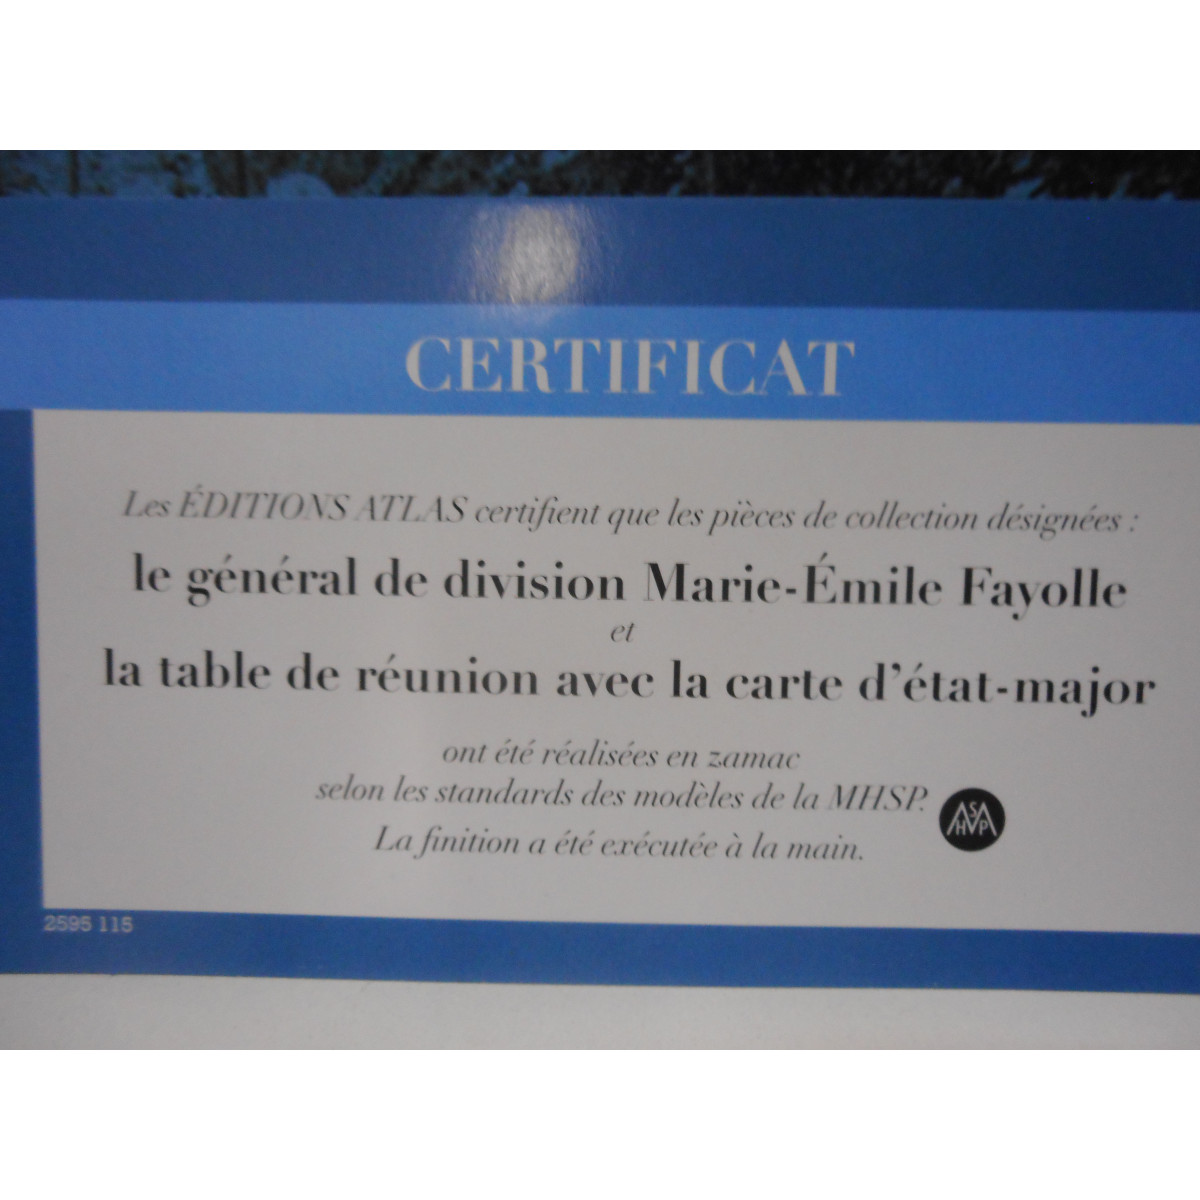 CERTIFICAT
Les ÉDITIONS ATLAS certifient que les pièces de collection désignées :
le général de division Marie-Émile Fayolle
et
la table de réunion avec la carte d'état-major
ont été réalisées en zamac
selon les standards des modèles de la MHSP.
La finition a été exécutée à la main.
MHSP
2595 115